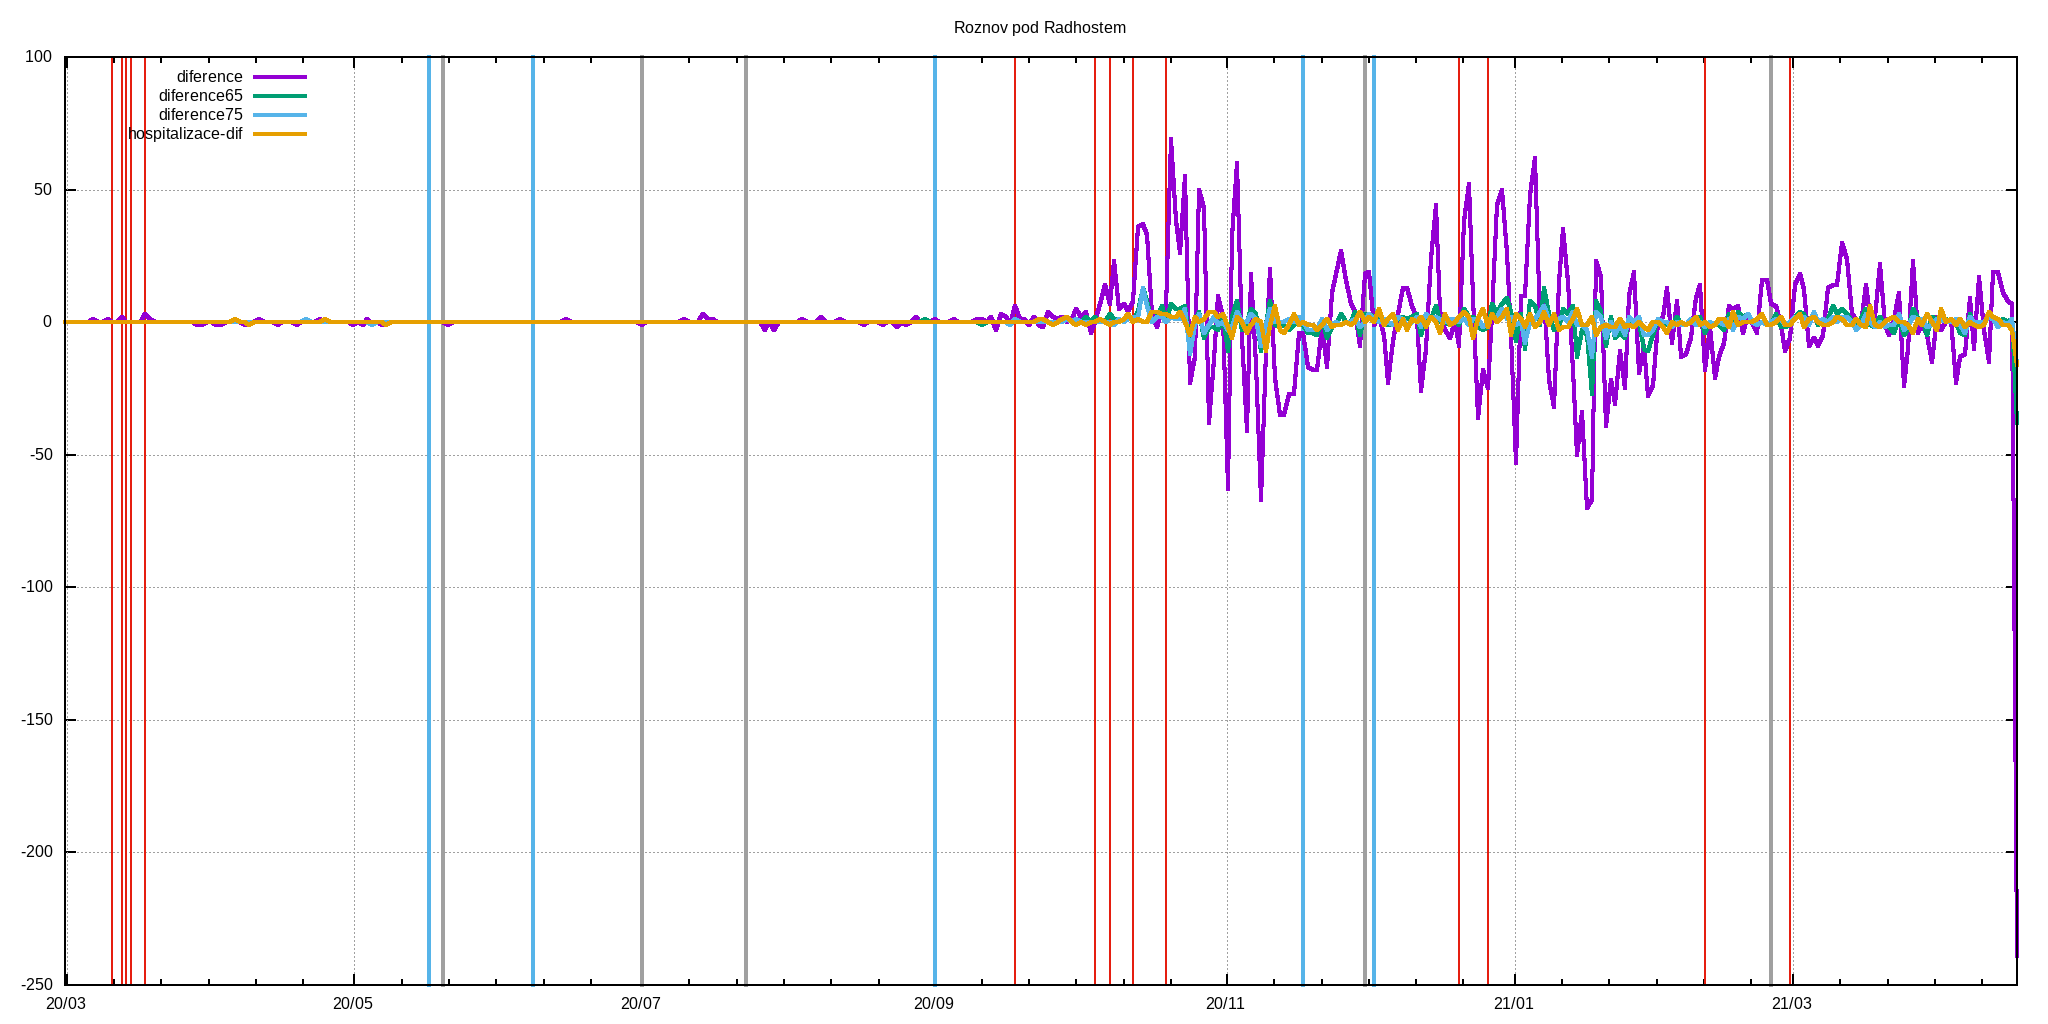 Roznov pod Radhostem
100
50
0
-50
-100
-150
-200
-250
diference
diference65
diference75
hospitalizace-dif
20/03 20/05 20/07 20/09 20/11 21/01 21/03